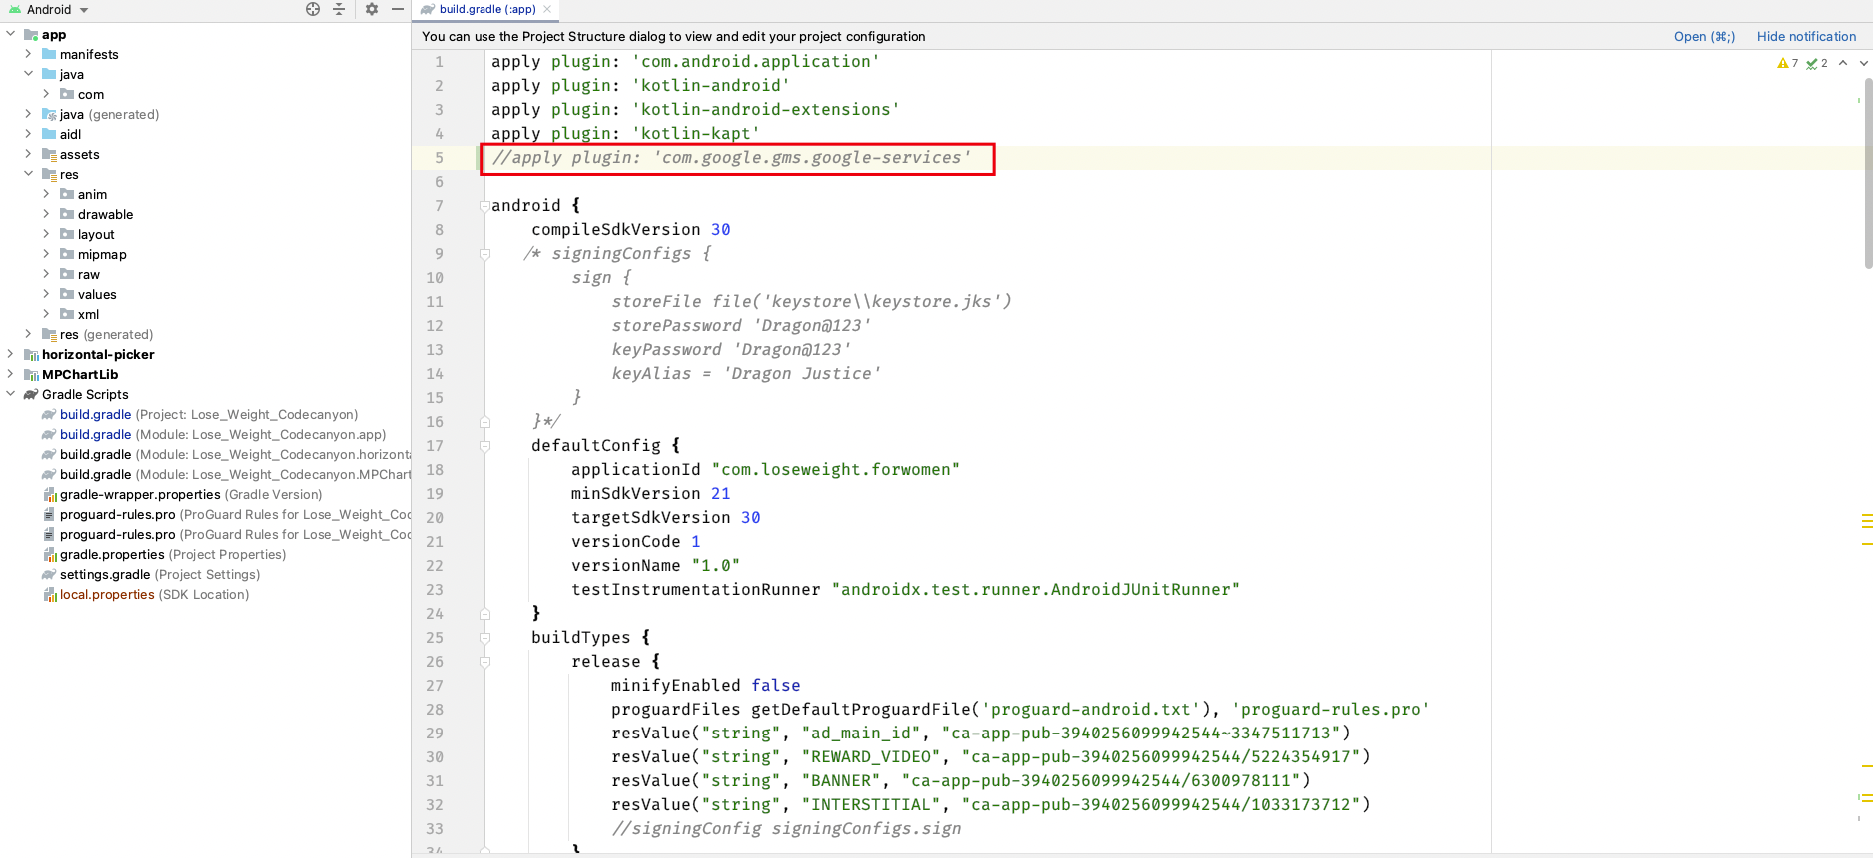 Android
build.gradle (:app)
app
manifests
java
com
java (generated)
aidl
assets
res
anim
drawable
layout
mipmap
raw
values
xml
res (generated)
horizontal-picker
MPChartLib
Gradle Scripts
build.gradle (Project: Lose_Weight_Codecanyon)
build.gradle (Module: Lose_Weight_Codecanyon.app)
build.gradle (Module: Lose_Weight_Codecanyon.horizonta
build.gradle (Module: Lose_Weight_Codecanyon.MPChart
gradle-wrapper.properties (Gradle Version)
proguard-rules.pro (ProGuard Rules for Lose_Weight_Coc
proguard-rules.pro (ProGuard Rules for Lose_Weight_Coc
gradle.properties (Project Properties)
settings.gradle (Project Settings)
local.properties (SDK Location)
You can use the Project Structure dialog to view and edit your project configuration
Open (⌘;) Hide notification
7 2
1 apply plugin: 'com.android.application'
2 apply plugin: 'kotlin-android'
3 apply plugin: 'kotlin-android-extensions'
4 apply plugin: 'kotlin-kapt'
5 //apply plugin: 'com.google.gms.google-services'
6
7 android {
8 compileSdkVersion 30
9 /* signingConfigs {
10 sign {
11 storeFile file('keystore\\keystore.jks')
12 storePassword 'Dragon@123'
13 keyPassword 'Dragon@123'
14 keyAlias = 'Dragon Justice'
15 }
16 }*/
17 defaultConfig {
18 applicationId "com.loseweight.forwomen"
19 minSdkVersion 21
20 targetSdkVersion 30
21 versionCode 1
22 versionName "1.0"
23 testInstrumentationRunner "androidx.test.runner.AndroidJUnitRunner"
24 }
25 buildTypes {
26 release {
27 minifyEnabled false
28 proguardFiles getDefaultProguardFile('proguard-android.txt'), 'proguard-rules.pro'
29 resValue("string", "ad_main_id", "ca-app-pub-3940256099942544~3347511713")
30 resValue("string", "REWARD_VIDEO", "ca-app-pub-3940256099942544/5224354917")
31 resValue("string", "BANNER", "ca-app-pub-3940256099942544/6300978111")
32 resValue("string", "INTERSTITIAL", "ca-app-pub-3940256099942544/1033173712")
33 //signingConfig signingConfigs.sign
34 }